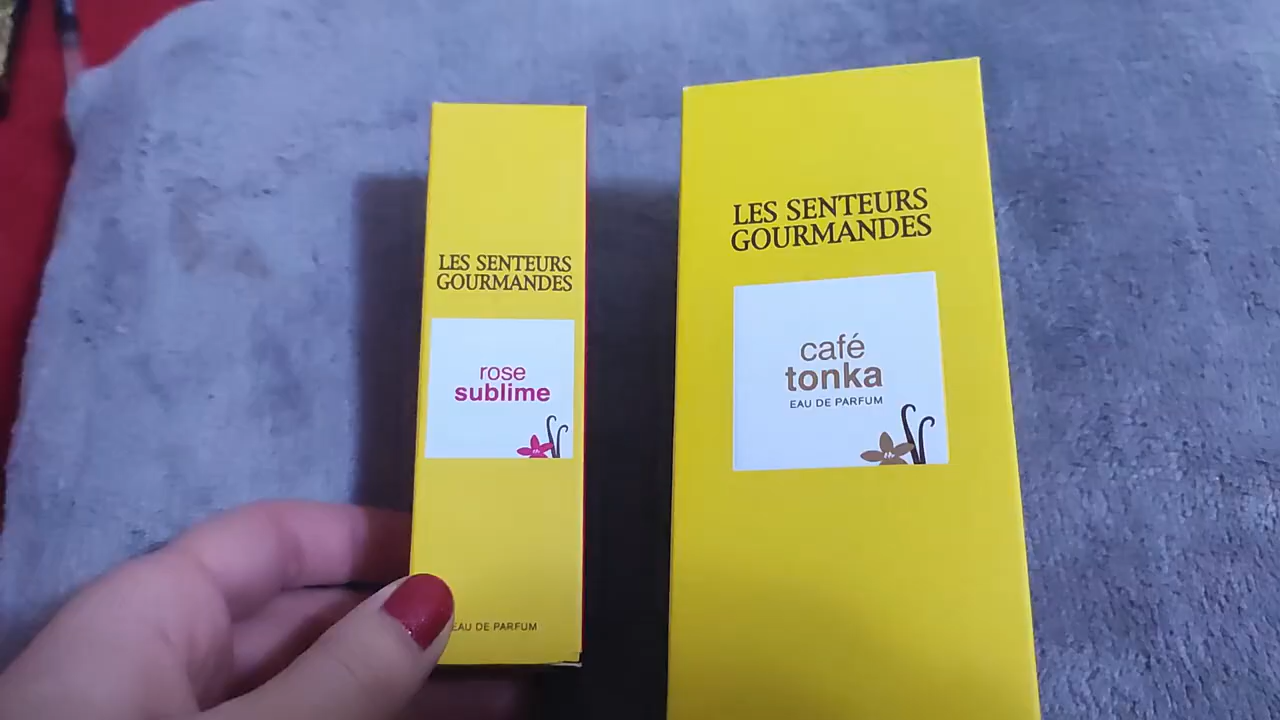 LES SENTEURS
GOURMANDES
rose
sublime
EAU DE PARFUM
LES SENTEURS
GOURMANDES
café
tonka
EAU DE PARFUM